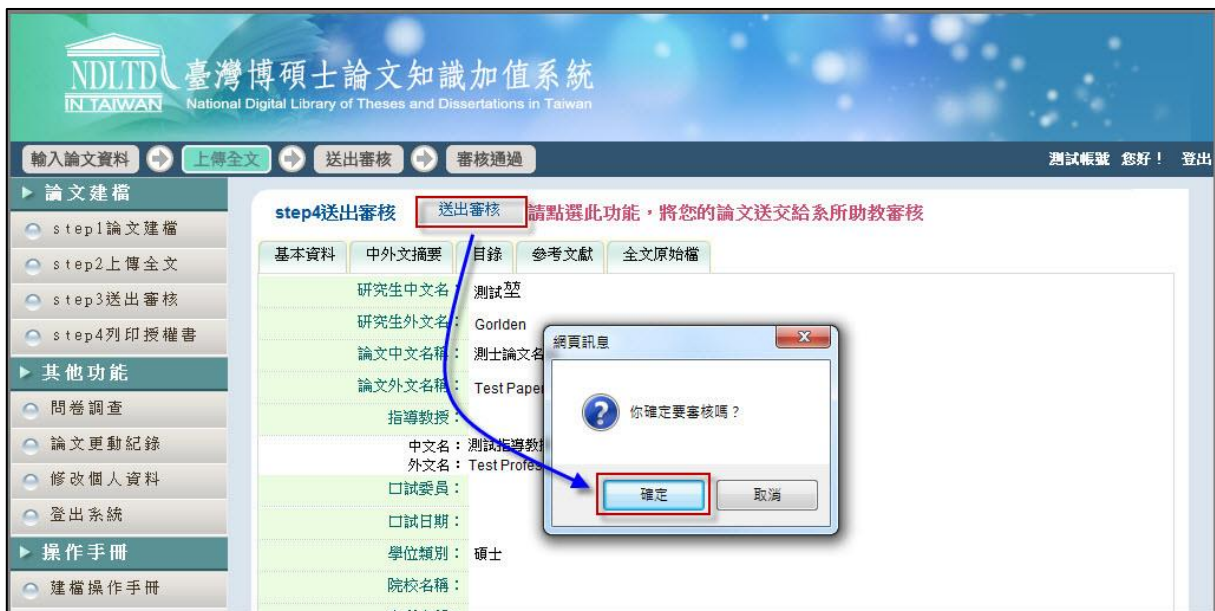 NDLTD 臺灣博碩士論文知識加值系統
IN TAIWAN National Digital Library of Theses and Dissertations in Taiwan
輸入論文資料 上傳全文 送出審核 審核通過 測試帳號 您好! 登出
論文建檔
step1論文建檔
step2上傳全文
step3送出審核
step4列印授權書
其他功能
問卷調查
論文更動紀錄
修改個人資料
登出系統
操作手冊
建檔操作手冊
step4送出審核 送出審核 請點選此功能,將您的論文送交給系所助教審核
基本資料 中外文摘要 目錄 參考文獻 全文原始檔
研究生中文名: 測試堃
研究生外文名: Gorlden
論文中文名稱: 測士論文名
論文外文名稱: Test Paper
指導教授:
中文名:測試指導教授
外文名:Test Profes
口試委員:
口試日期:
學位類別: 碩士
院校名稱:
網頁訊息
你確定要審核嗎?
確定 取消